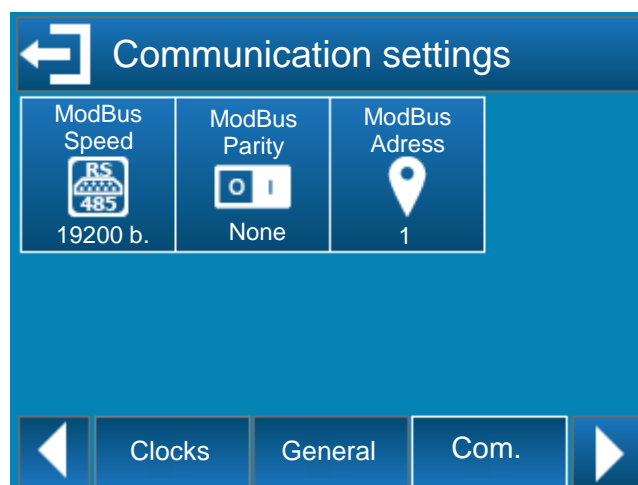 Communication settings
ModBus
Speed
RS
485
19200 b.
ModBus
Parity
O I
None
ModBus
Adress
1
Clocks
General
Com.